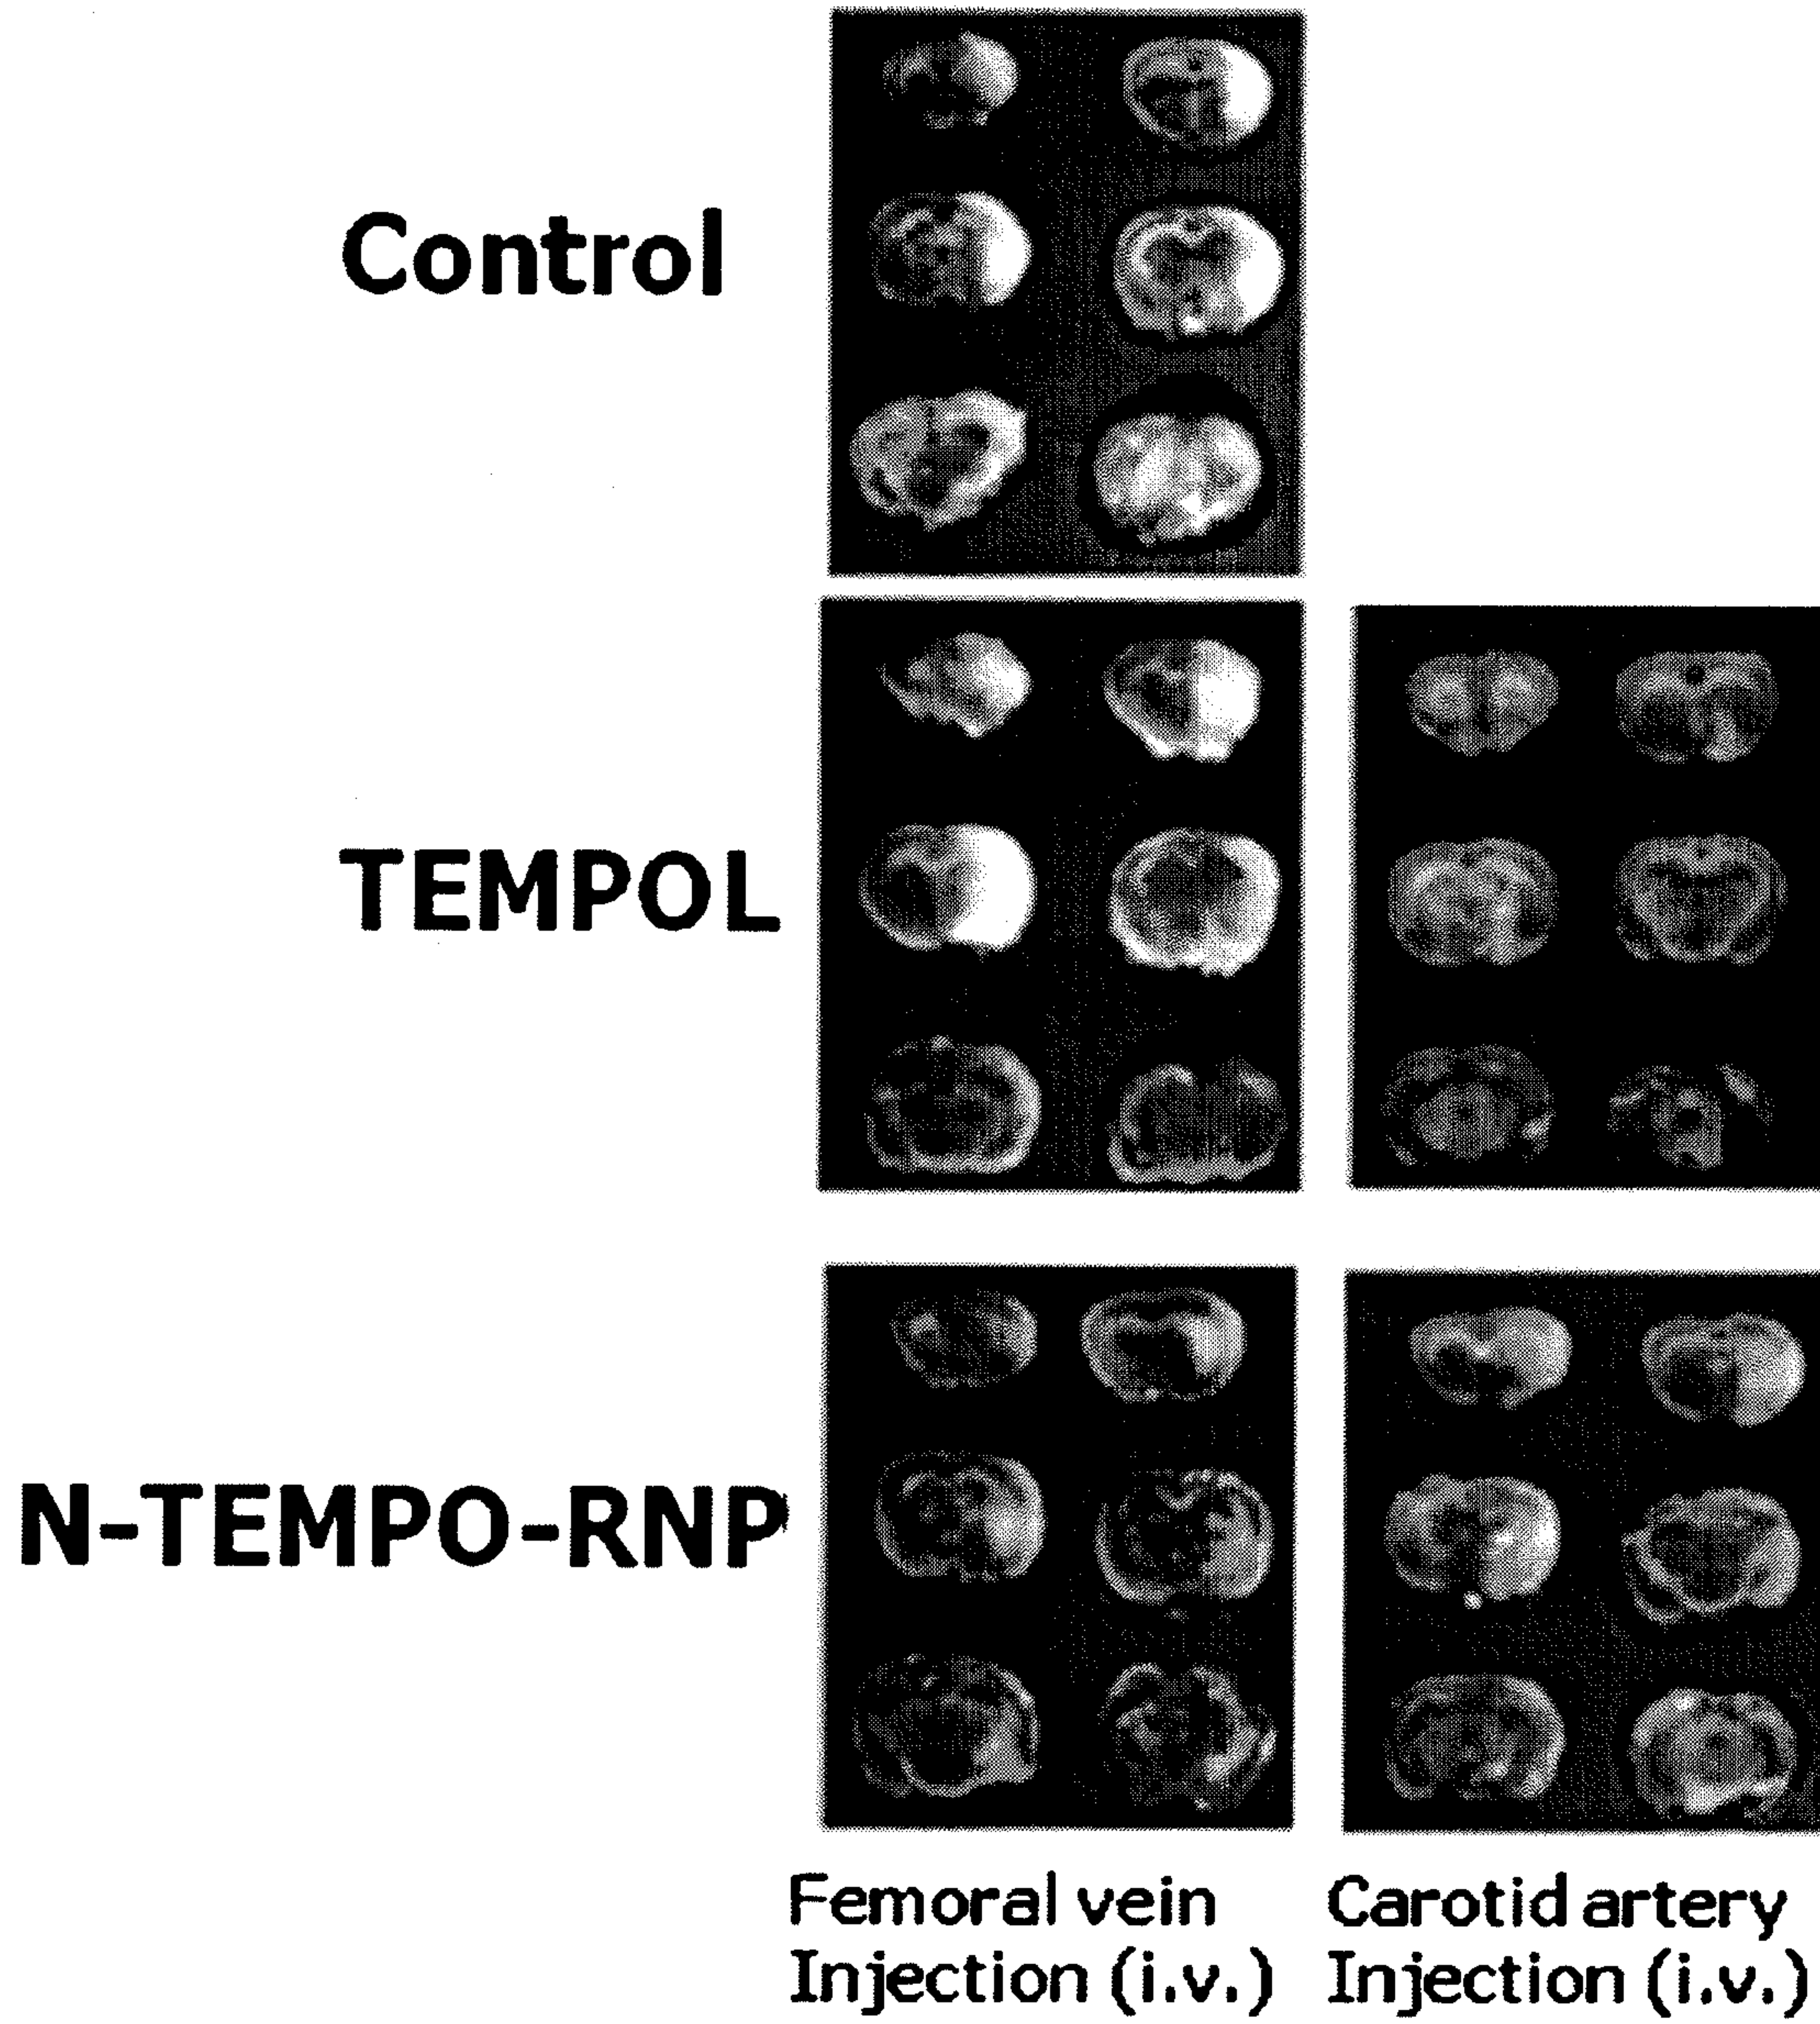 Control
TEMPOL
N-TEMPO-RNP
Femoral vein
Injection (i.v.)
Carotid artery
Injection (i.v.)